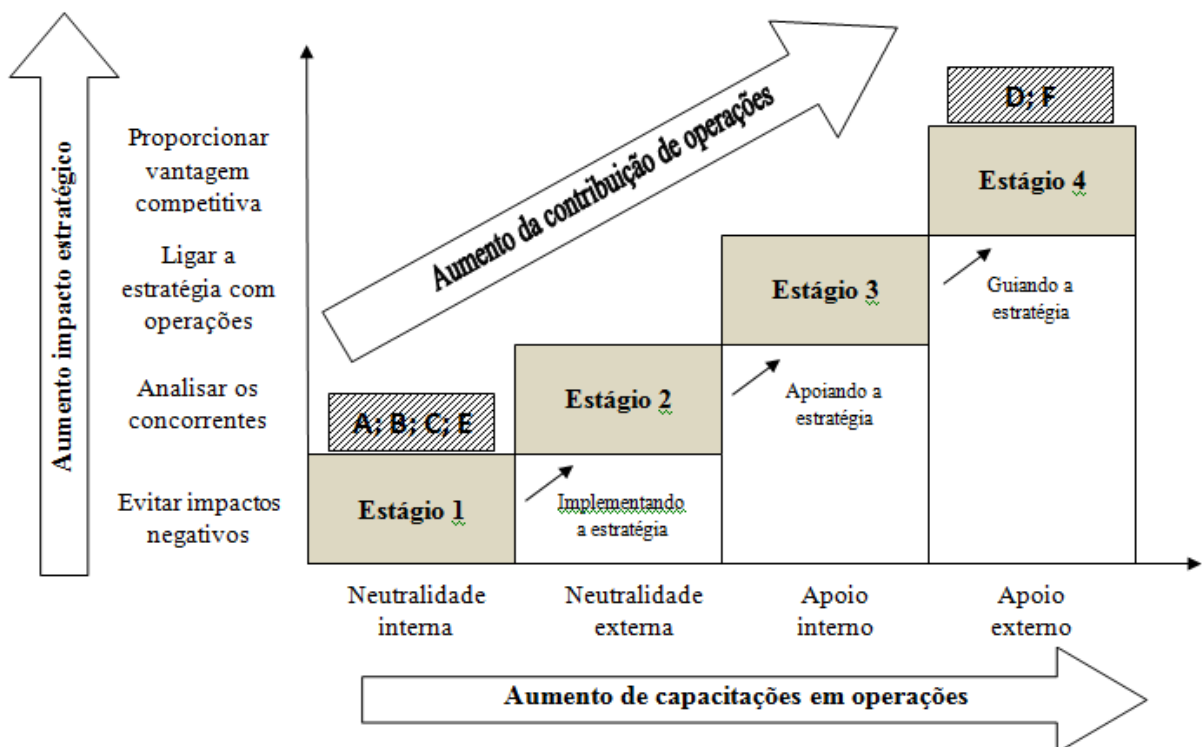 Aumento impacto estratégico
Proporcionar
vantagem
competitiva
Ligar a
estratégia com
operações
Analisar os
concorrentes
Evitar impactos
negativos
Aumento da contribuição de operações
D; F
Estágio 4
Guiando a
estratégia
Estágio 3
Apoiando a
estratégia
Estágio 2
Implementando
a estratégia
A; B; C; E
Estágio 1
Neutralidade
interna
Neutralidade
externa
Apoio
interno
Apoio
externo
Aumento de capacitações em operações